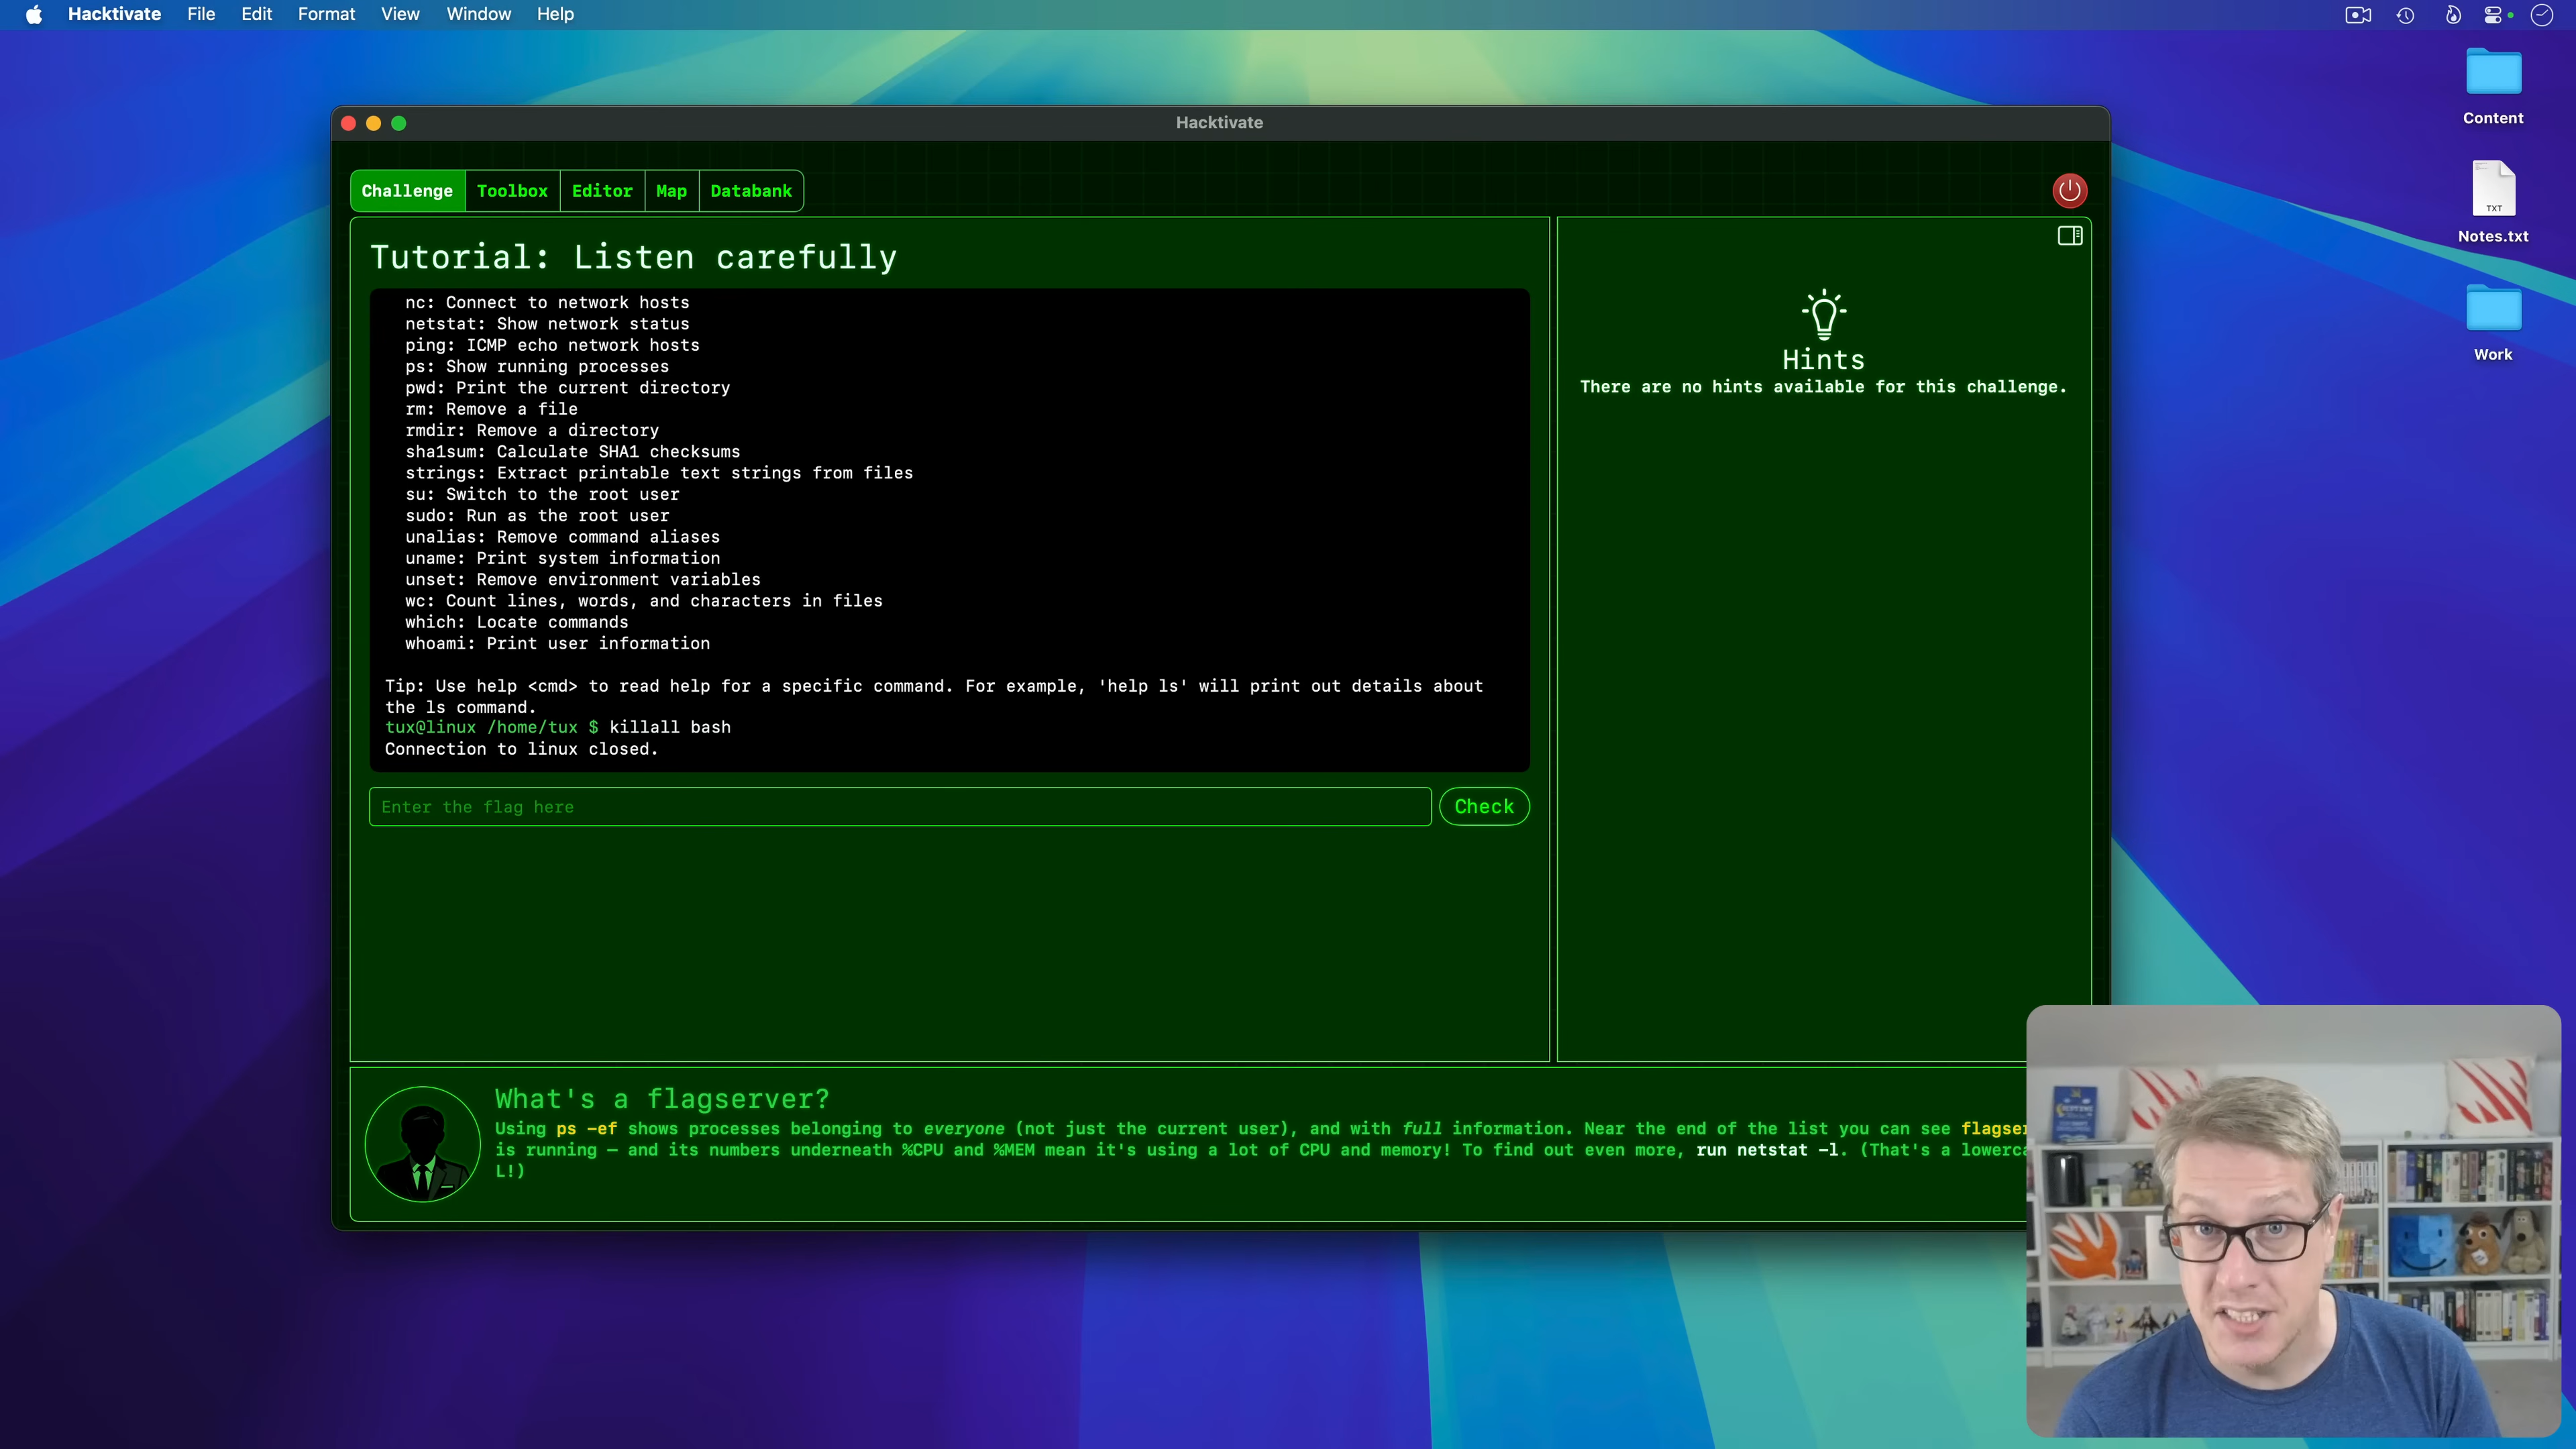 Hacktivate File Edit Format View Window Help
Content
TXT
Notes.txt
Work
Hacktivate
Challenge Toolbox Editor Map Databank
Tutorial: Listen carefully
nc: Connect to network hosts
netstat: Show network status
ping: ICMP echo network hosts
ps: Show running processes
pwd: Print the current directory
rm: Remove a file
rmdir: Remove a directory
sha1sum: Calculate SHA1 checksums
strings: Extract printable text strings from files
su: Switch to the root user
sudo: Run as the root user
unalias: Remove command aliases
uname: Print system information
unset: Remove environment variables
wc: Count lines, words, and characters in files
which: Locate commands
whoami: Print user information
Tip: Use help <cmd> to read help for a specific command. For example, 'help ls' will print out details about
the ls command.
tux@linux /home/tux $ killall bash
Connection to linux closed.
Enter the flag here
Check
Hints
There are no hints available for this challenge.
What's a flagserver?
Using ps -ef shows processes belonging to everyone (not just the current user), and with full information. Near the end of the list you can see flagser
is running — and its numbers underneath %CPU and %MEM mean it's using a lot of CPU and memory! To find out even more, run netstat -l. (That's a lowerca
L!)